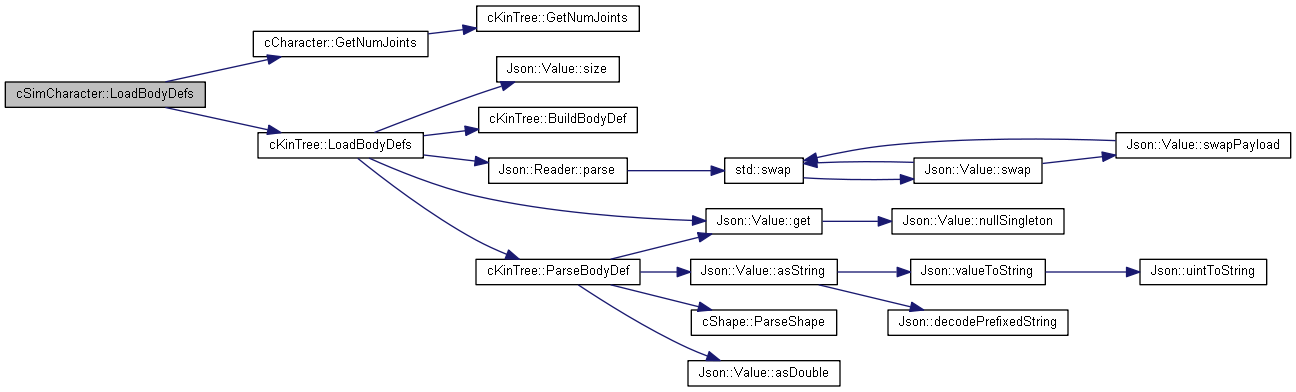 cKinTree::GetNumJoints
cCharacter::GetNumJoints
Json::Value::size
cSimCharacter::LoadBodyDefs
cKinTree::BuildBodyDef
cKinTree::LoadBodyDefs
Json::Value::swapPayload
Json::Reader::parse
std::swap
Json::Value::swap
Json::Value::get
Json::Value::nullSingleton
cKinTree::ParseBodyDef
Json::Value::asString
Json::valueToString
Json::uintToString
cShape::ParseShape
Json::decodePrefixedString
Json::Value::asDouble